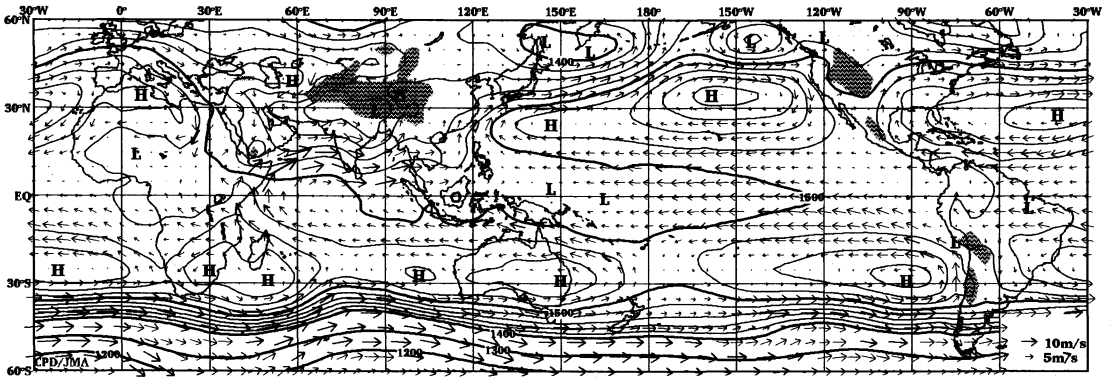 30°W 0° 30°E 60°E 90°E 120°E 150°E 180° 150°W 120°W 90°W 60°W 30°W
60°N
L L L L
1400 L
H
H H H
30°N
H
L
EQ L L
1500 L
L
H H H H H H H
30°S
1500
1400
1300
1200 1200
10m/s
5m/s
CPD/JMA
60°S